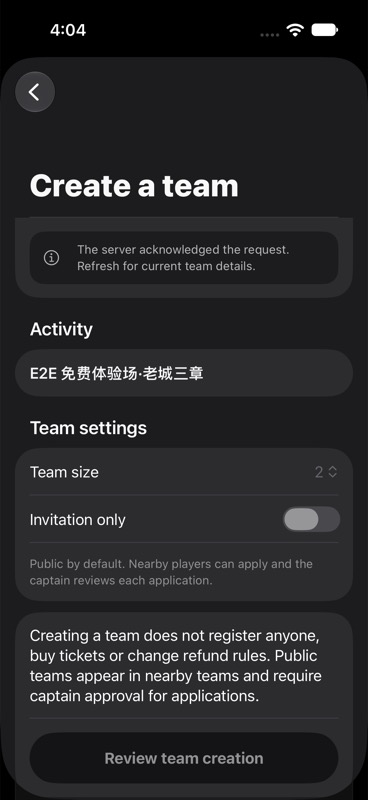 4:04
Create a team
The server acknowledged the request.
Refresh for current team details.
Activity
E2E 免费体验场·老城三章
Team settings
Team size 2
Invitation only
Public by default. Nearby players can apply and the
captain reviews each application.
Creating a team does not register anyone,
buy tickets or change refund rules. Public
teams appear in nearby teams and require
captain approval for applications.
Review team creation